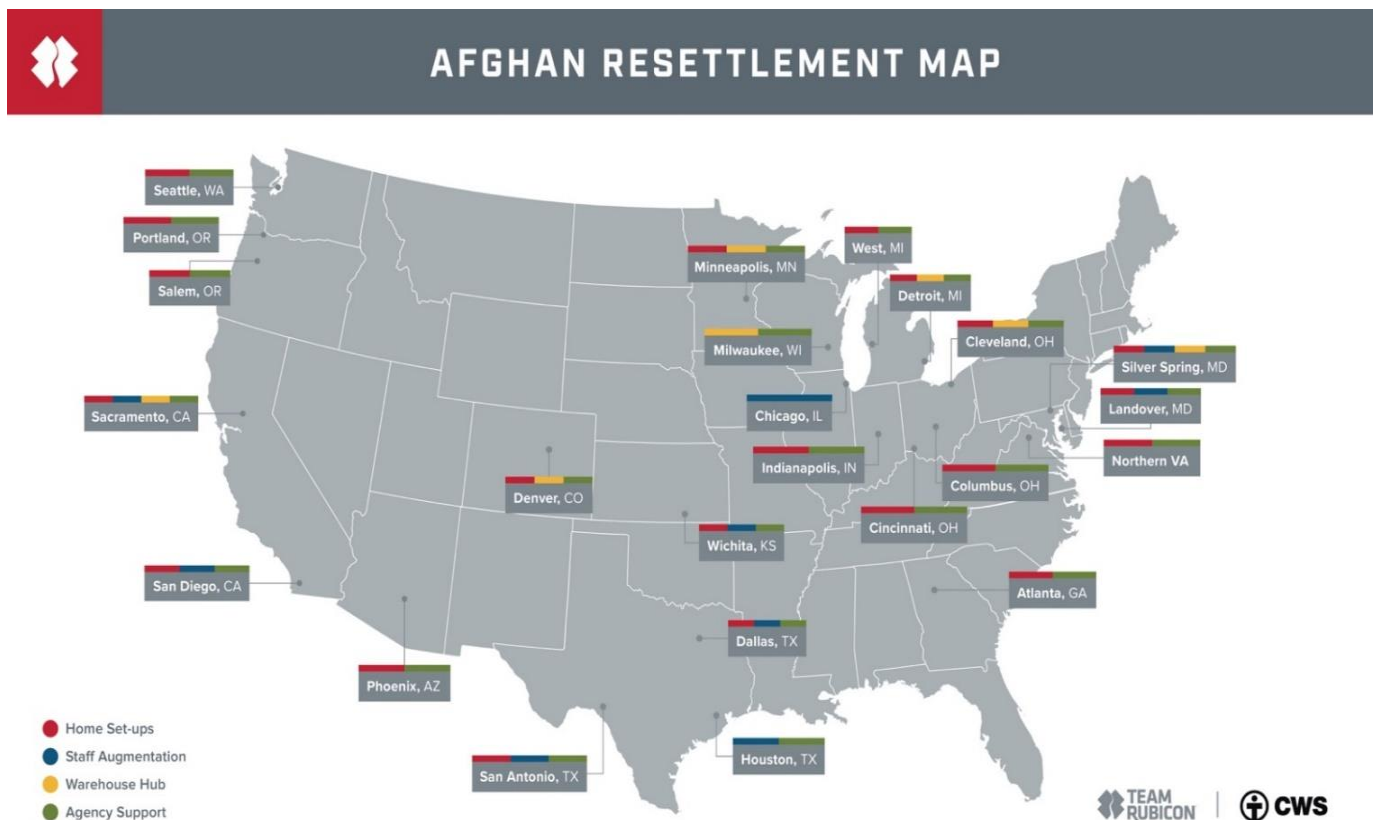 AFGHAN RESETTLEMENT MAP
Seattle, WA
Portland, OR
Salem, OR
Sacramento, CA
San Diego, CA
Phoenix, AZ
Denver, CO
Minneapolis, MN
Milwaukee, WI
Chicago, IL
West, MI
Detroit, MI
Cleveland, OH
Silver Spring, MD
Landover, MD
Northern VA
Indianapolis, IN
Columbus, OH
Cincinnati, OH
Wichita, KS
Atlanta, GA
Dallas, TX
San Antonio, TX
Houston, TX
Home Set-ups
Staff Augmentation
Warehouse Hub
Agency Support
TEAM
RUBICON
CWS